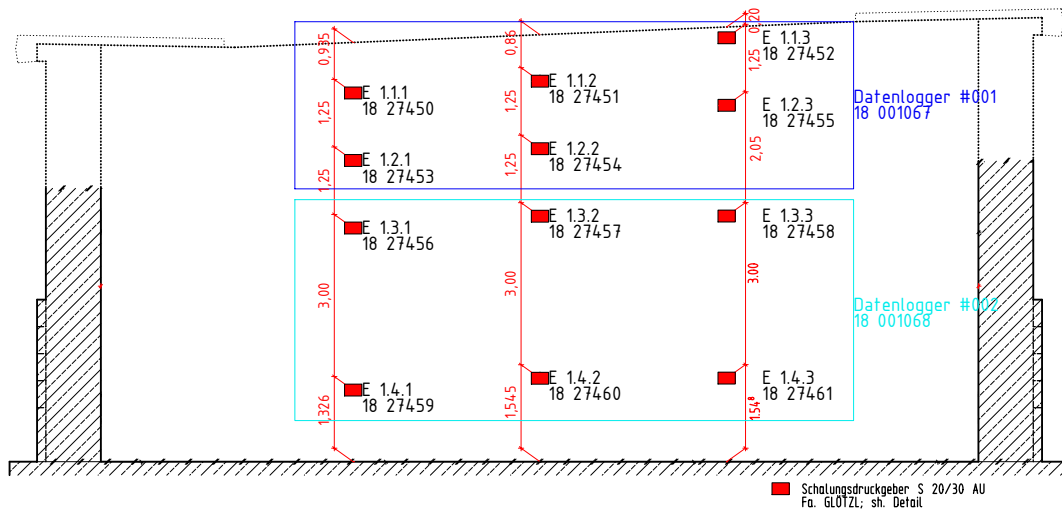 0,20
0,935
0,85
E 1.1.3
18 27452
1,25
E 1.1.1
18 27450
E 1.1.2
18 27451
E 1.2.3
18 27455
Datenlogger #001
18 001067
1,25
1,25
2,05
E 1.2.1
18 27453
E 1.2.2
18 27454
1,25
1,25
E 1.3.1
18 27456
E 1.3.2
18 27457
E 1.3.3
18 27458
3,00
3,00
3.00
Datenlogger #002
18 001068
E 1.4.1
18 27459
E 1.4.2
18 27460
E 1.4.3
18 27461
1,326
1,545
1.54⁸
Schalungsdruckgeber S 20/30 AU
Fa. GLÖTZL; sh. Detail